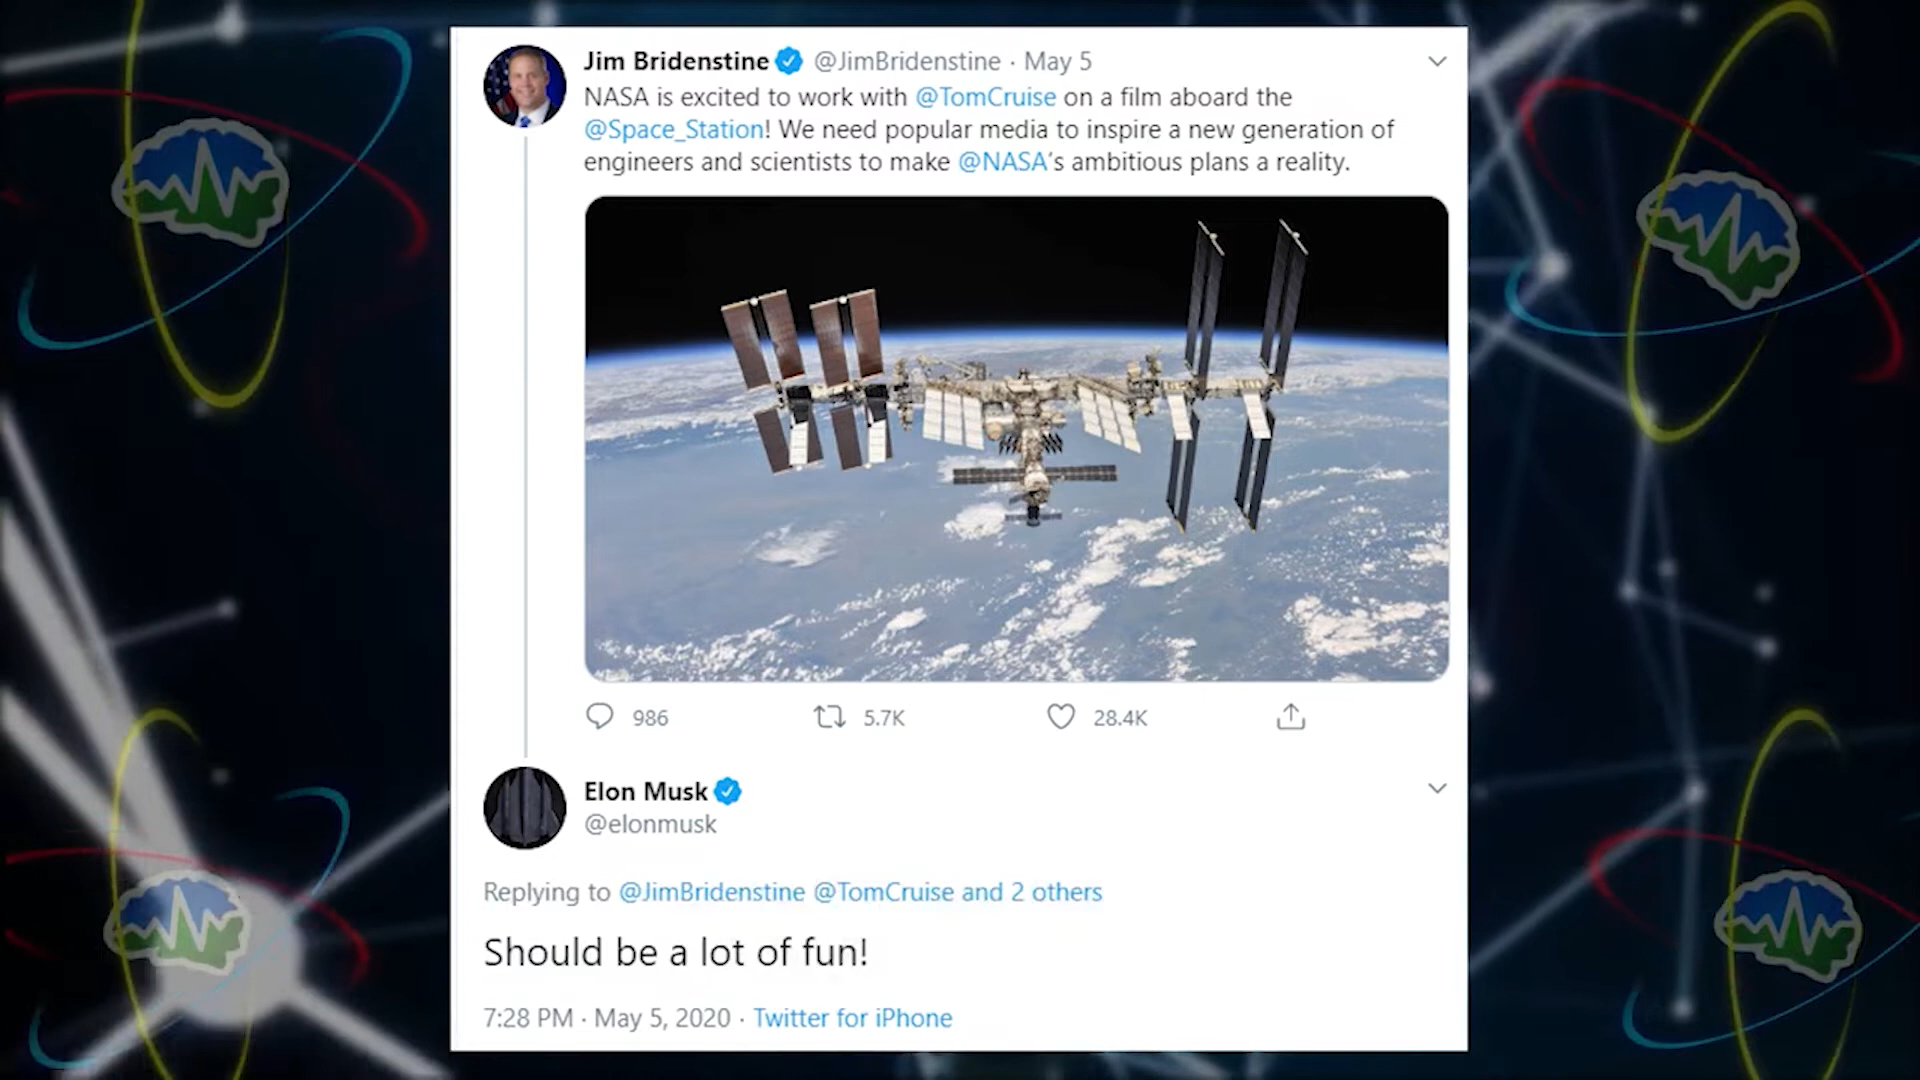 Jim Bridenstine @JimBridenstine · May 5
NASA is excited to work with @TomCruise on a film aboard the
@Space_Station! We need popular media to inspire a new generation of
engineers and scientists to make @NASA's ambitious plans a reality.
986 5.7K 28.4K
Elon Musk
@elonmusk
Replying to @JimBridenstine @TomCruise and 2 others
Should be a lot of fun!
7:28 PM · May 5, 2020 · Twitter for iPhone